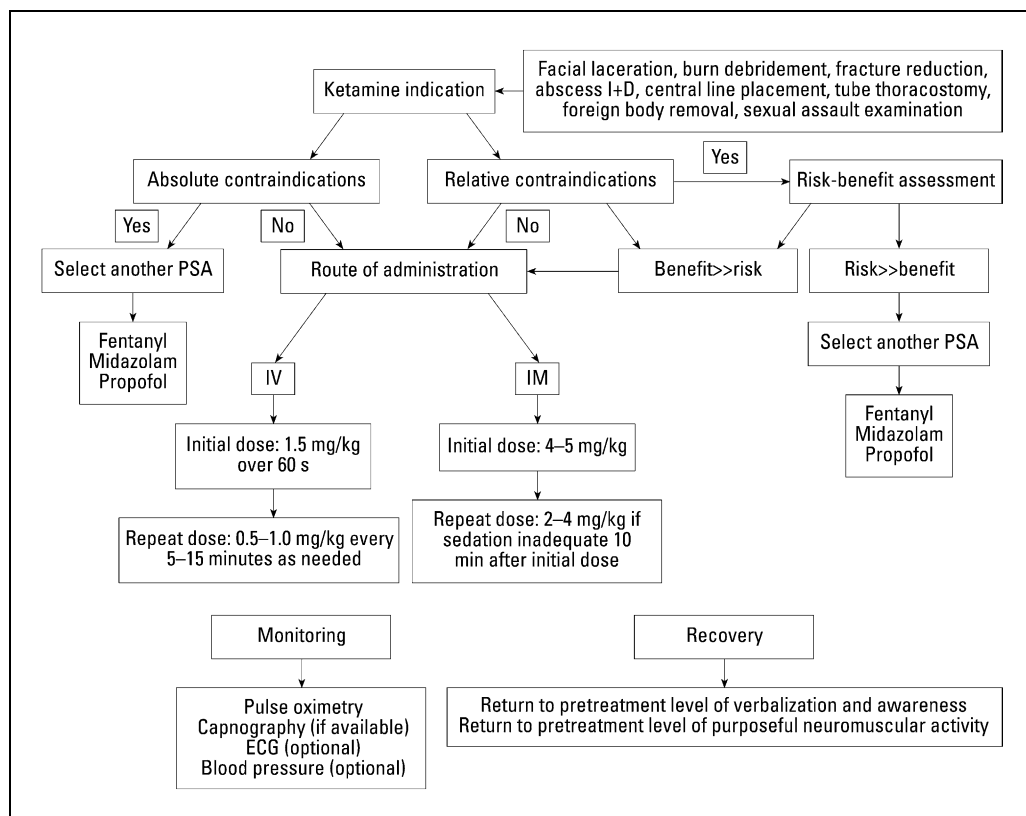 Ketamine indication
Facial laceration, burn debridement, fracture reduction,
abscess I+D, central line placement, tube thoracostomy,
foreign body removal, sexual assault examination
Absolute contraindications
Relative contraindications
Yes
Risk-benefit assessment
Yes
No
No
Select another PSA
Route of administration
Benefit>>risk
Risk>>benefit
Fentanyl
Midazolam
Propofol
Select another PSA
IV
IM
Fentanyl
Midazolam
Propofol
Initial dose: 1.5 mg/kg
over 60 s
Initial dose: 4–5 mg/kg
Repeat dose: 0.5–1.0 mg/kg every
5–15 minutes as needed
Repeat dose: 2–4 mg/kg if
sedation inadequate 10
min after initial dose
Monitoring
Recovery
Pulse oximetry
Capnography (if available)
ECG (optional)
Blood pressure (optional)
Return to pretreatment level of verbalization and awareness
Return to pretreatment level of purposeful neuromuscular activity